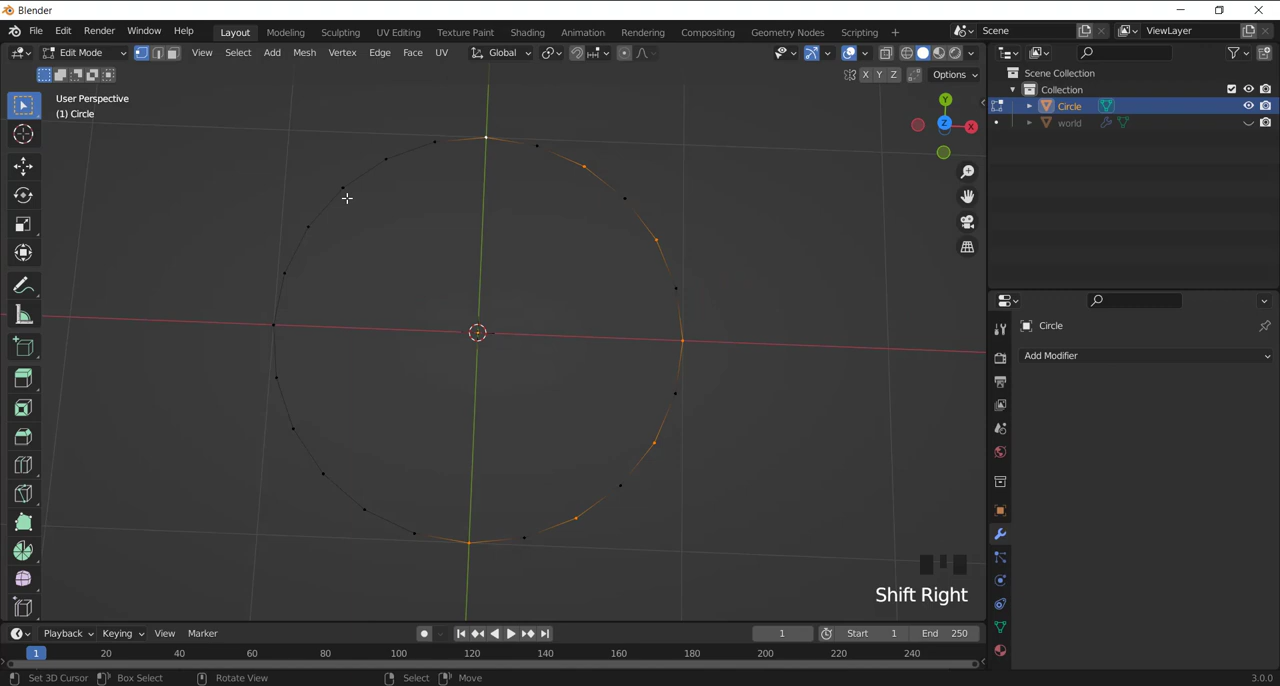 Blender
File Edit Render Window Help Layout Modeling Sculpting UV Editing Texture Paint Shading Animation Rendering Compositing Geometry Nodes Scripting + Scene ViewLayer
Edit Mode View Select Add Mesh Vertex Edge Face UV Global
X Y Z Options
User Perspective
(1) Circle
Y
Z X
Scene Collection
Collection
Circle
world
Circle
Add Modifier
Shift Right
Playback Keying View Marker 1 Start 1 End 250
1 20 40 60 80 100 120 140 160 180 200 220 240
Set 3D Cursor Box Select Rotate View Select Move 3.0.0